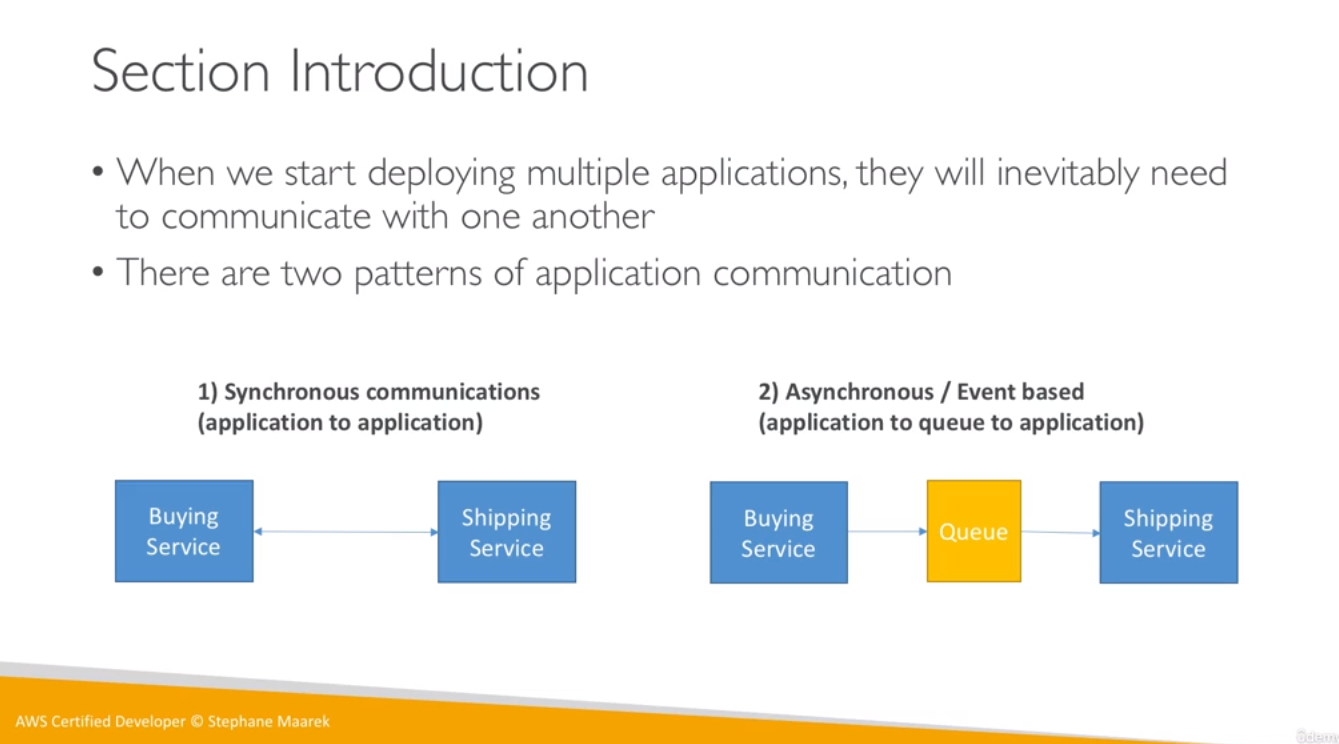 Section Introduction
• When we start deploying multiple applications, they will inevitably need
to communicate with one another
• There are two patterns of application communication
1) Synchronous communications
(application to application)
Buying
Service
Shipping
Service
2) Asynchronous / Event based
(application to queue to application)
Buying
Service
Queue
Shipping
Service
AWS Certified Developer © Stephane Maarek